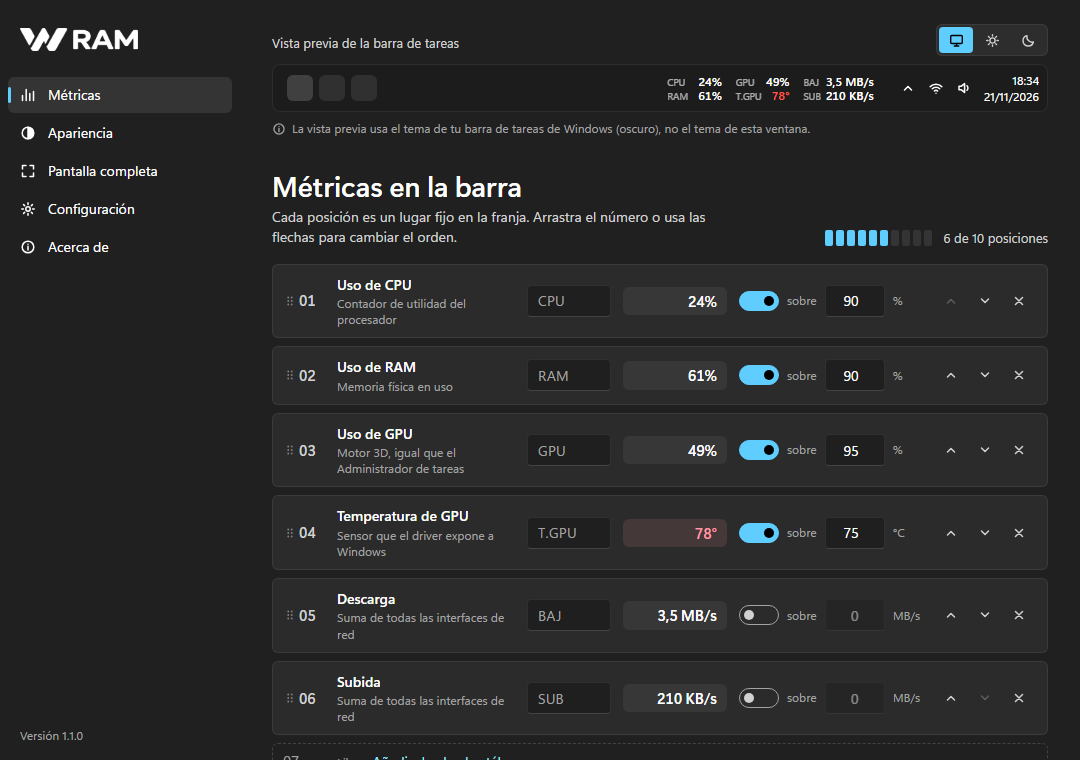 W RAM
Métricas
Apariencia
Pantalla completa
Configuración
Acerca de
Versión 1.1.0
Vista previa de la barra de tareas
CPU 24% GPU 49% BAJ 3,5 MB/s
RAM 61% T.GPU 78° SUB 210 KB/s
18:34
21/11/2026
La vista previa usa el tema de tu barra de tareas de Windows (oscuro), no el tema de esta ventana.
Métricas en la barra
Cada posición es un lugar fijo en la franja. Arrastra el número o usa las
flechas para cambiar el orden.
6 de 10 posiciones
01 Uso de CPU
Contador de utilidad del
procesador
CPU 24% sobre 90 %
02 Uso de RAM
Memoria física en uso
RAM 61% sobre 90 %
03 Uso de GPU
Motor 3D, igual que el
Administrador de tareas
GPU 49% sobre 95 %
04 Temperatura de GPU
Sensor que el driver expone a
Windows
T.GPU 78° sobre 75 °C
05 Descarga
Suma de todas las interfaces de
red
BAJ 3,5 MB/s sobre 0 MB/s
06 Subida
Suma de todas las interfaces de
red
SUB 210 KB/s sobre 0 MB/s
07